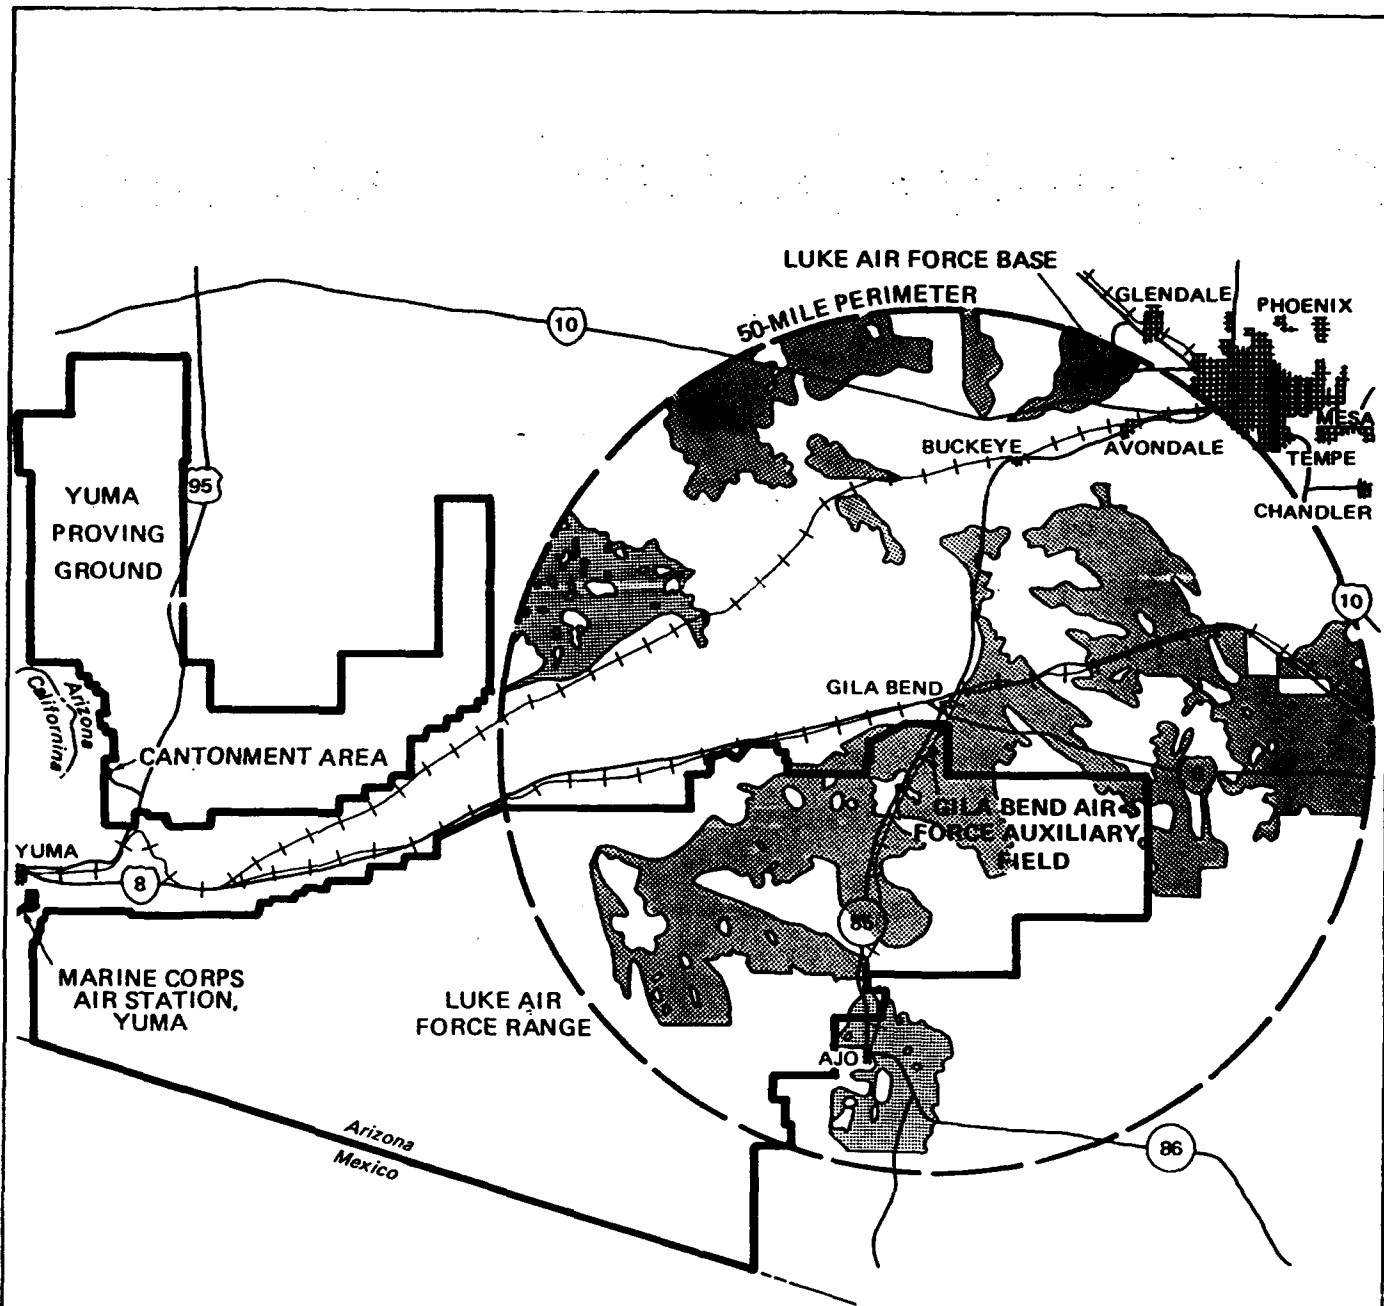 LUKE AIR FORCE BASE
50-MILE PERIMETER
GLENDALE
PHOENIX
10
MESA
BUCKEYE
AVONDALE
TEMPE
95
YUMA
PROVING
GROUND
CHANDLER
10
Arizona
Californina
GILA BEND
CANTONMENT AREA
GILA BEND AIR
FORCE AUXILIARY
FIELD
YUMA
8
85
MARINE CORPS
AIR STATION,
YUMA
LUKE AIR
FORCE RANGE
AJO
Arizona
Mexico
86